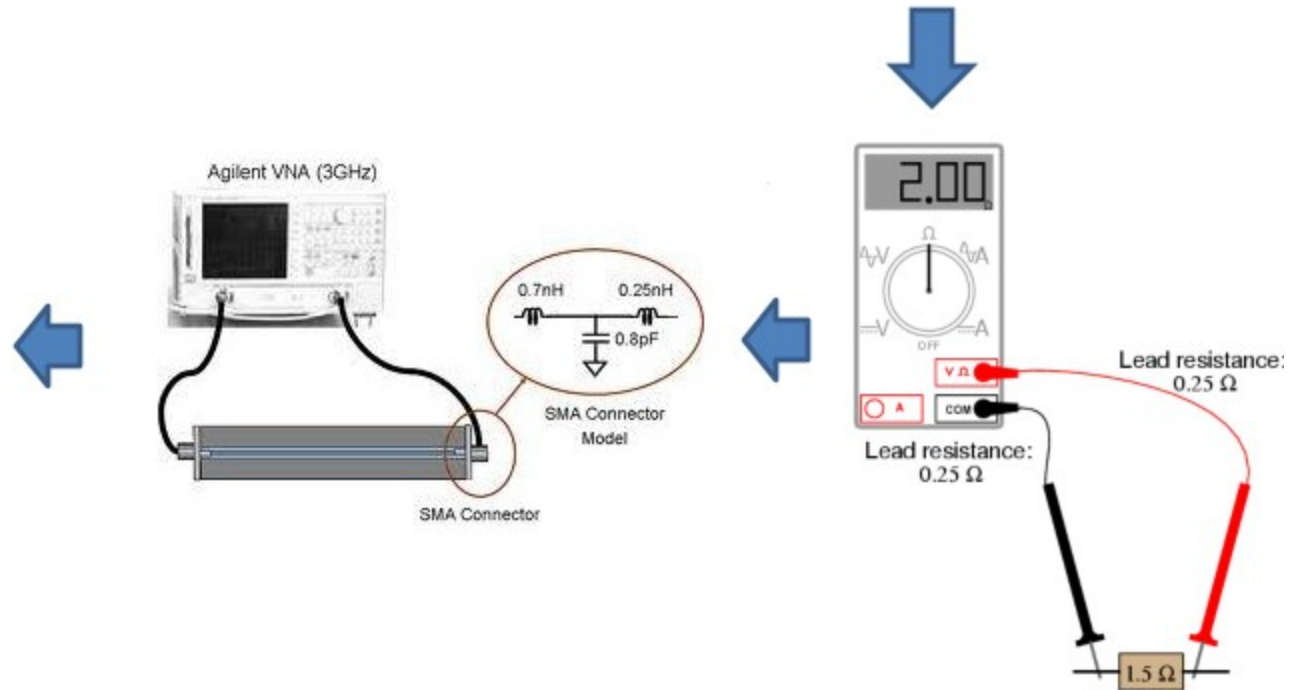 Agilent VNA (3GHz)
0.7nH
0.25nH
0.8pF
SMA Connector
Model
SMA Connector
2.00
Ω
Ω
V
A
V
A
OFF
V Ω
A
COM
Lead resistance:
0.25 Ω
Lead resistance:
0.25 Ω
1.5 Ω